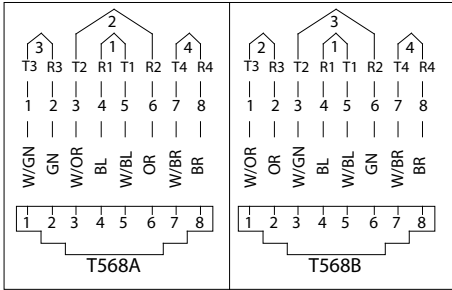 2
3 1 4
T3 R3 T2 R1 T1 R2 T4 R4
1 2 3 4 5 6 7 8
W/GN GN W/OR BL W/BL OR W/BR BR
1 2 3 4 5 6 7 8
T568A
3
2 1 4
T3 R3 T2 R1 T1 R2 T4 R4
1 2 3 4 5 6 7 8
W/OR OR W/GN BL W/BL GN W/BR BR
1 2 3 4 5 6 7 8
T568B